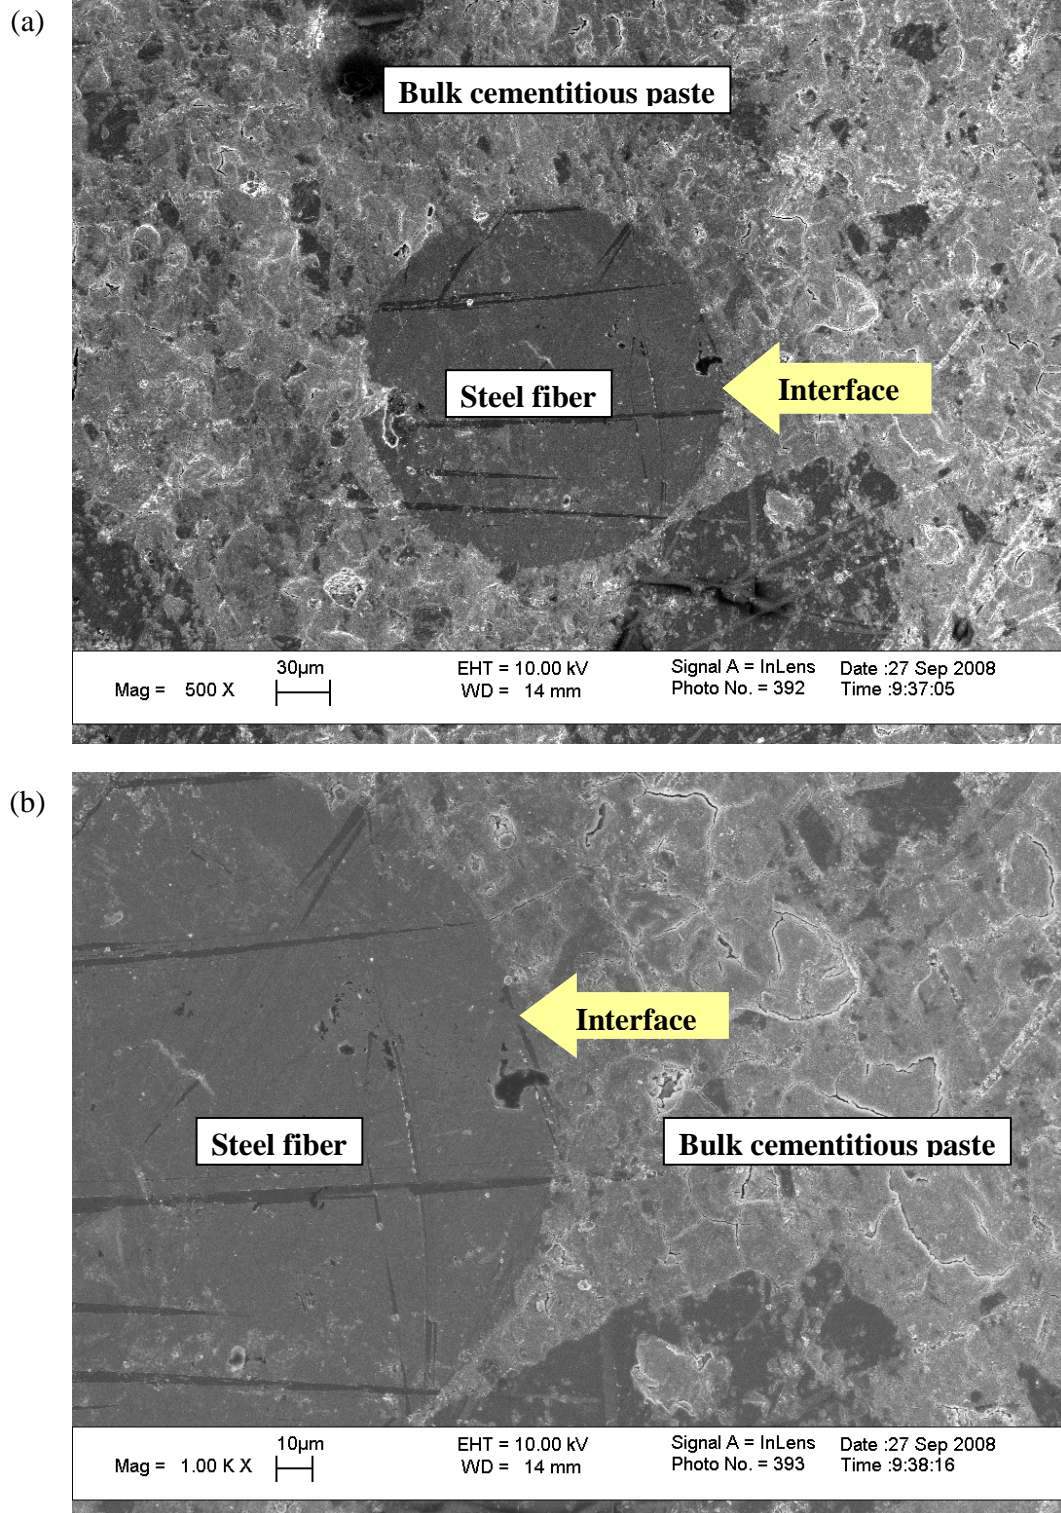 (a)
Bulk cementitious paste
Steel fiber
Interface
Mag = 500 X
30µm
EHT = 10.00 kV
WD = 14 mm
Signal A = InLens
Photo No. = 392
Date :27 Sep 2008
Time :9:37:05
(b)
Interface
Steel fiber
Bulk cementitious paste
Mag = 1.00 K X
10µm
EHT = 10.00 kV
WD = 14 mm
Signal A = InLens
Photo No. = 393
Date :27 Sep 2008
Time :9:38:16